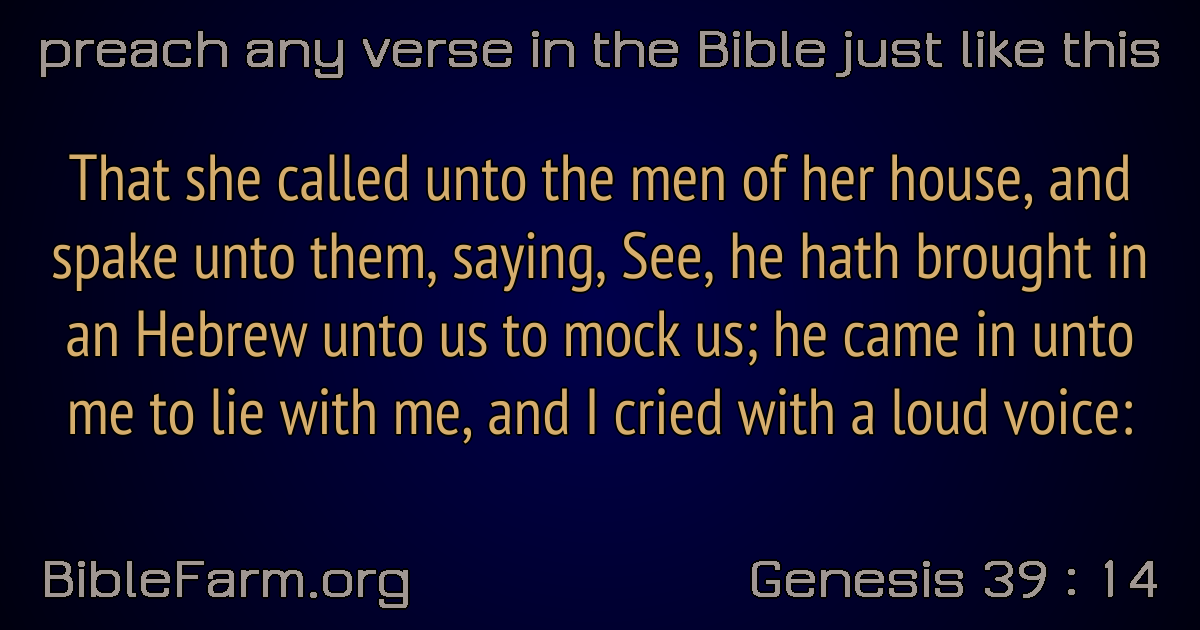 preach any verse in the Bible just like this
That she called unto the men of her house, and
spake unto them, saying, See, he hath brought in
an Hebrew unto us to mock us; he came in unto
me to lie with me, and I cried with a loud voice:
BibleFarm.org
Genesis 39 : 14